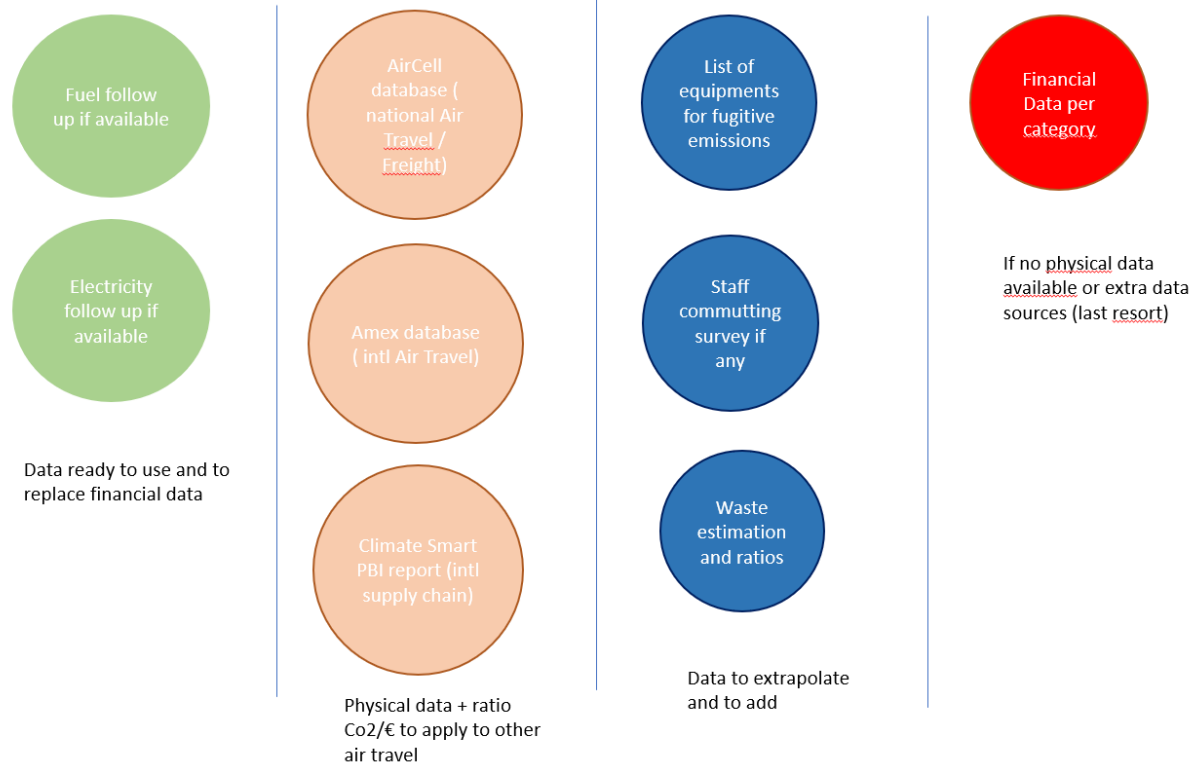 Fuel follow
up if available
Electricity
follow up if
available
Data ready to use and to
replace financial data
AirCell
database (
national Air
Travel /
Freight)
Amex database
( intl Air Travel)
Climate Smart
PBI report (intl
supply chain)
Physical data + ratio
Co2/€ to apply to other
air travel
List of
equipments
for fugitive
emissions
Staff
commutting
survey if
any
Waste
estimation
and ratios
Data to extrapolate
and to add
Financial
Data per
category
If no physical data
available or extra data
sources (last resort)